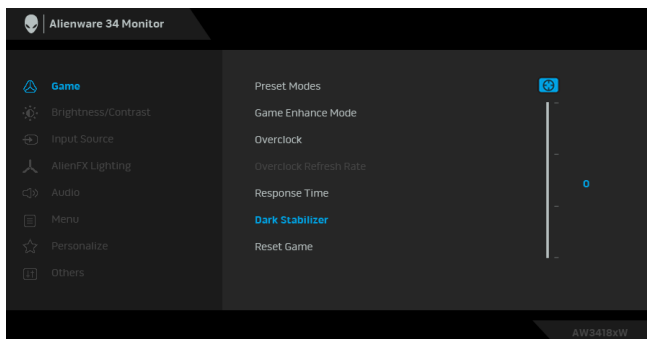 Alienware 34 Monitor
Game
Preset Modes
Brightness/Contrast
Game Enhance Mode
Input Source
Overclock
AlienFX Lighting
Overclock Refresh Rate
Audio
Response Time
0
Menu
Dark Stabilizer
Personalize
Reset Game
Others
AW3418xW